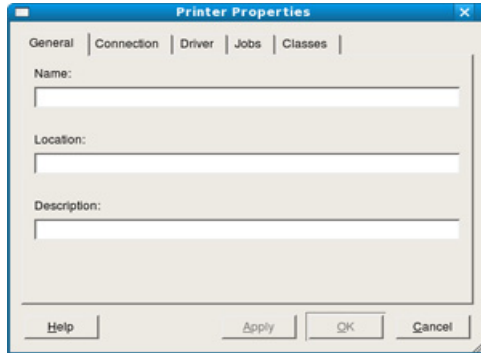 Printer Properties
General Connection Driver Jobs Classes
Name:
Location:
Description:
Help Apply OK Cancel